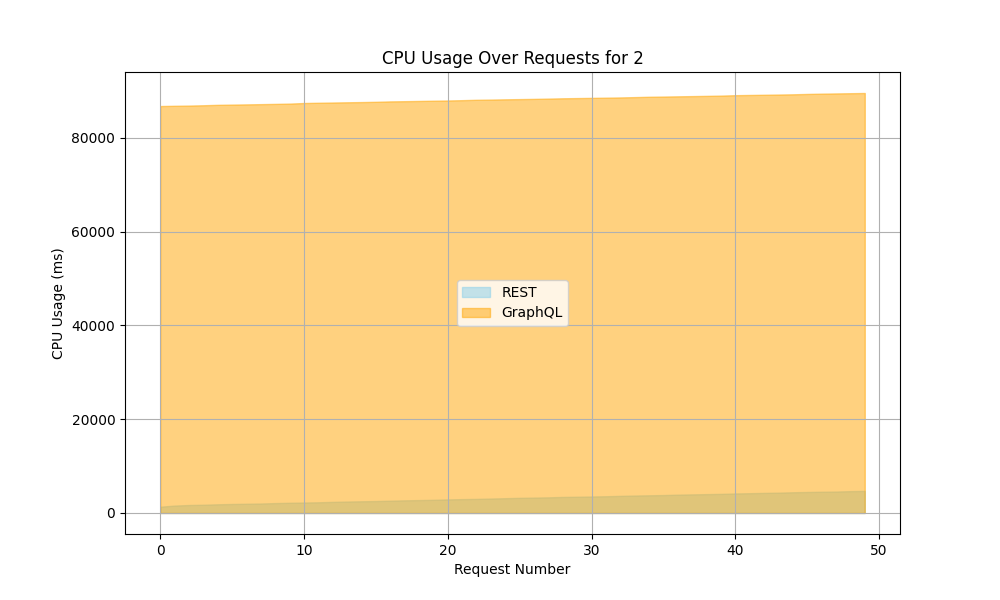 CPU Usage Over Requests for 2
CPU Usage (ms)
80000
60000
40000
20000
0
REST
GraphQL
0 10 20 30 40 50
Request Number